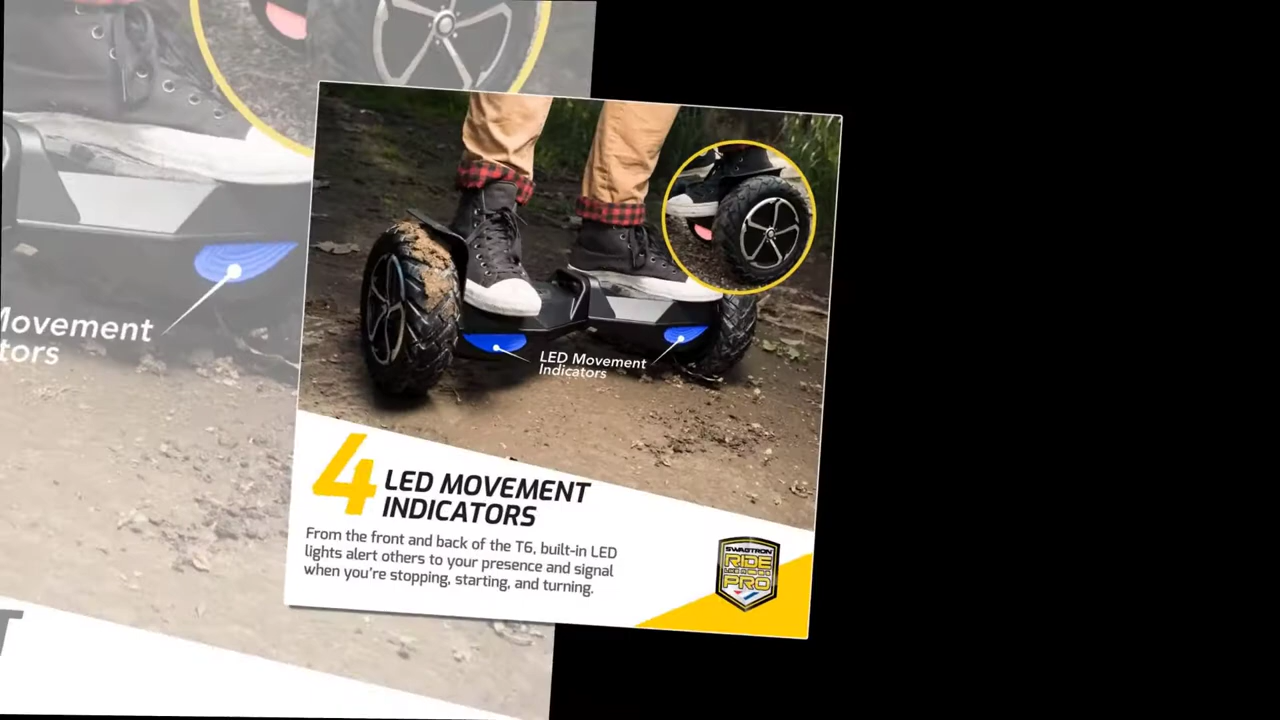 Movement
tors
LED Movement
Indicators
4 LED MOVEMENT
INDICATORS
From the front and back of the T6, built-in LED
lights alert others to your presence and signal
when you're stopping, starting, and turning.
SWAGTRON
RIDE
PRO